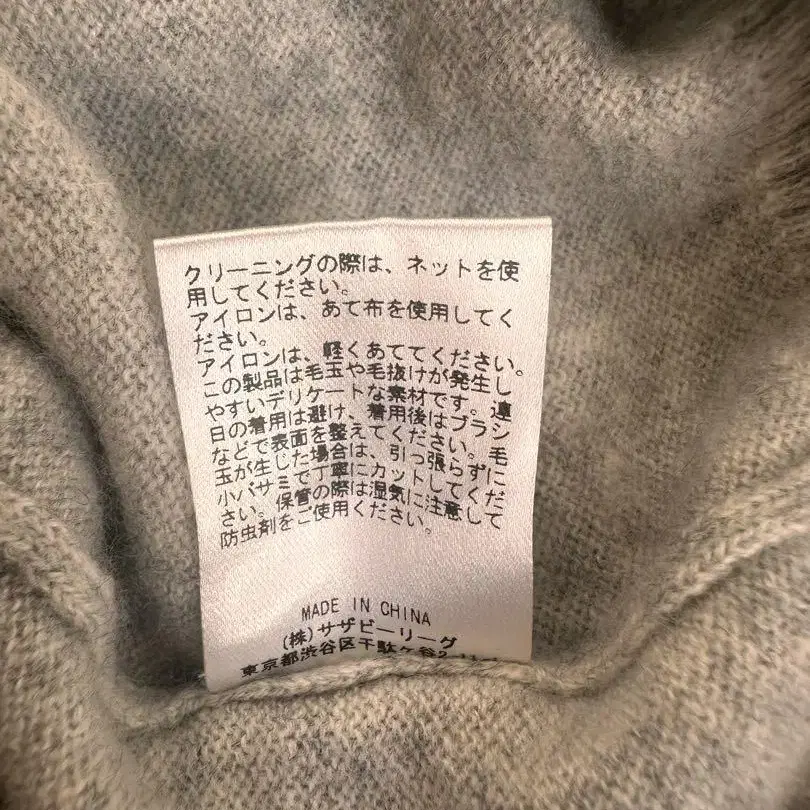 クリーニングの際は、ネットを使
用してください。
アイロンは、あて布を使用してく
ださい。
アイロンは、軽くあててください。
この製品は毛玉や毛抜けが発生し
やすいデリケートな素材です。連
日の着用は避け、着用後はブラシ
などで表面を整えてください。毛
玉が生じた場合は、引っ張らずに
小バサミで丁寧にカットしてくだ
さい。保管の際は湿気に注意して
防虫剤をご使用ください。
MADE IN CHINA
(株)サザビーリーグ
東京都渋谷区千駄ヶ谷